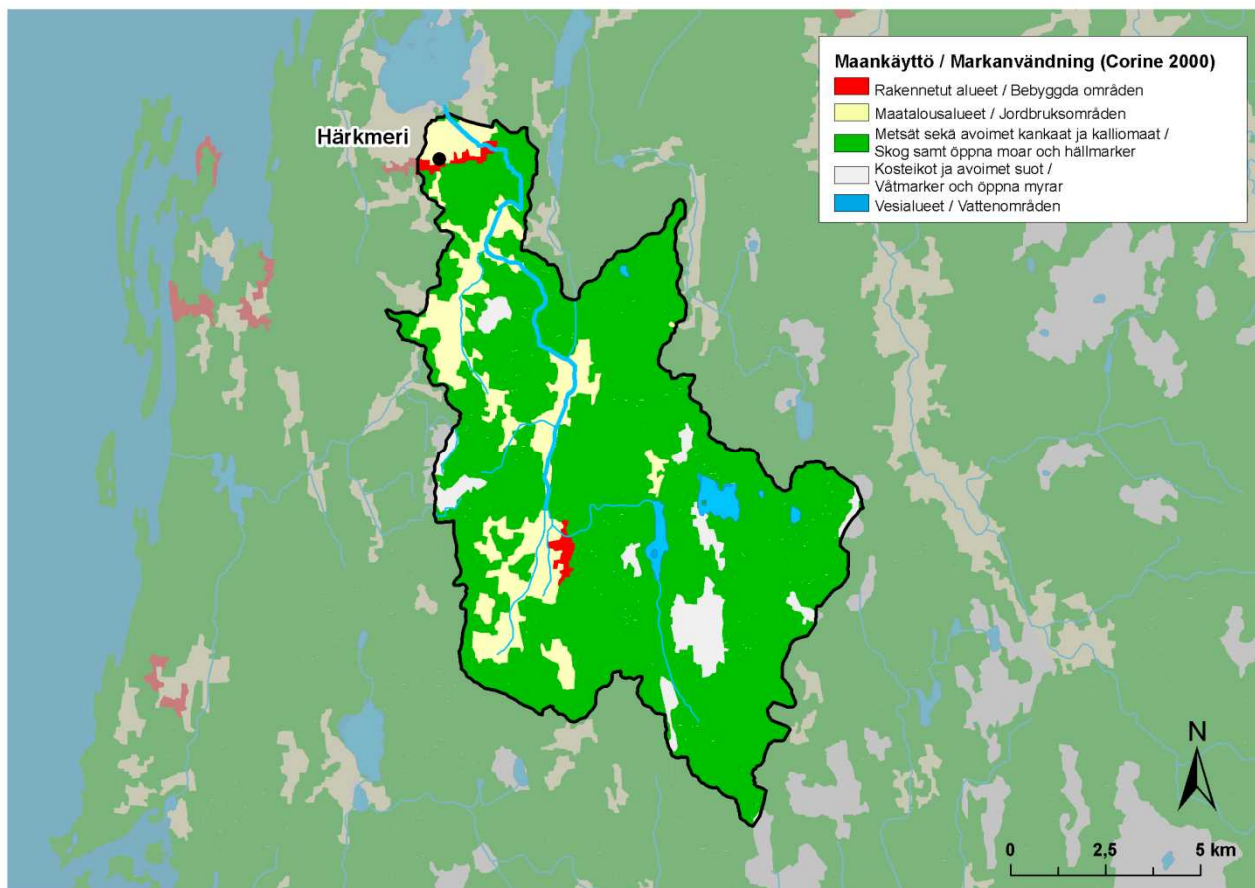 Maankäyttö / Markanvändning (Corine 2000)
Rakennetut alueet / Bebyggda områden
Maatalousalueet / Jordbruksområden
Metsät sekä avoimet kankaat ja kalliomaat /
Skog samt öppna moar och hällmarker
Kosteikot ja avoimet suot /
Våtmarker och öppna myrar
Vesialueet / Vattenområden
Härkmeri
N
0 2,5 5 km